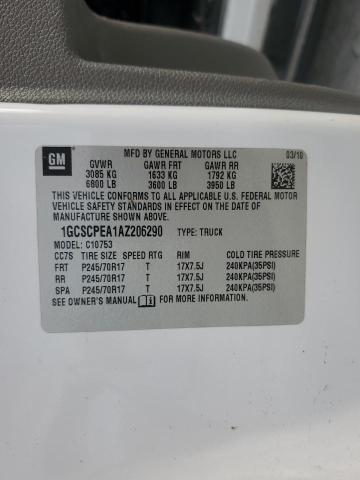 GM
MFD BY GENERAL MOTORS LLC 03/10
GVWR GAWR FRT GAWR RR
3085 KG 1633 KG 1792 KG
6800 LB 3600 LB 3950 LB
THIS VEHICLE CONFORMS TO ALL APPLICABLE U.S. FEDERAL MOTOR
VEHICLE SAFETY STANDARDS IN EFFECT ON THE DATE OF
MANUFACTURE SHOWN ABOVE.
1GCSCPEA1AZ206290 TYPE: TRUCK
MODEL: C10753
CC7S TIRE SIZE SPEED RTG RIM COLD TIRE PRESSURE
FRT P245/70R17 T 17X7.5J 240KPA(35PSI)
RR P245/70R17 T 17X7.5J 240KPA(35PSI)
SPA P245/70R17 T 17X7.5J 240KPA(35PSI)
SEE OWNER'S MANUAL FOR MORE INFORMATION.